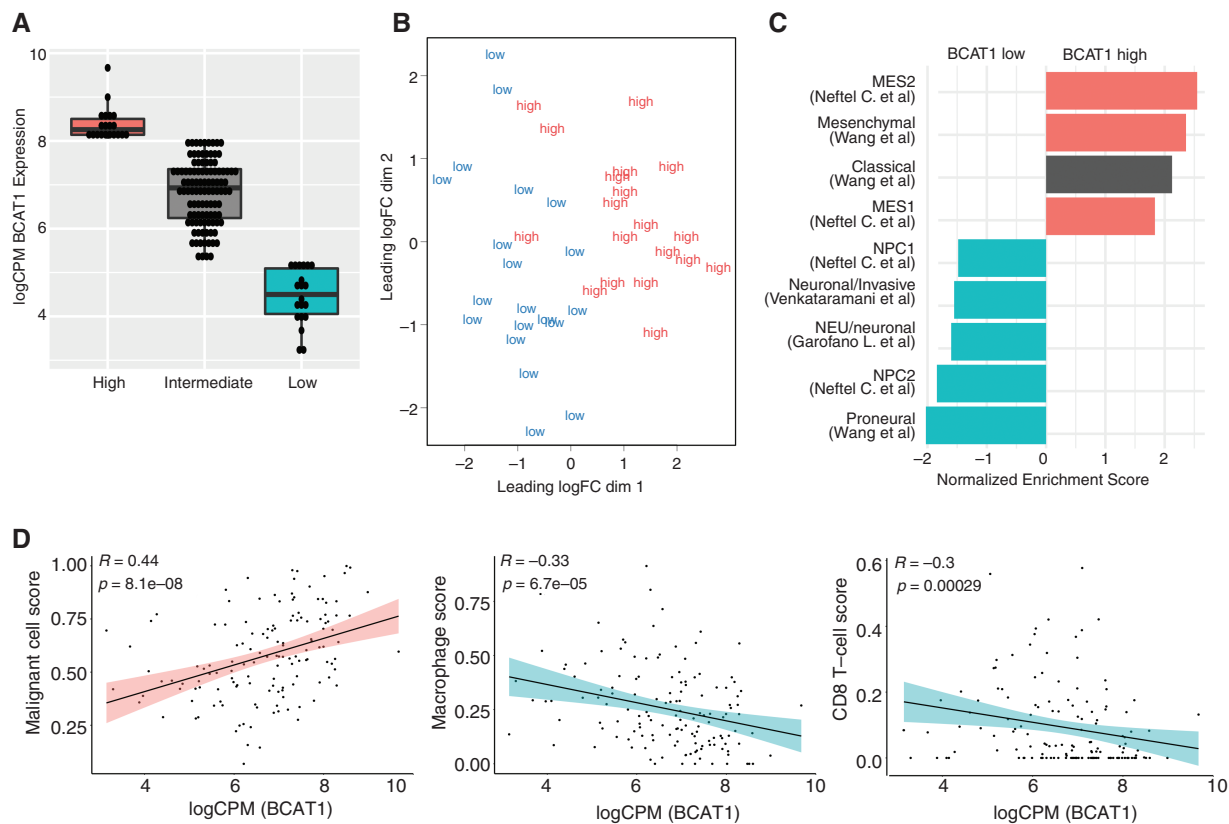 A
logCPM BCAT1 Expression
10
8
6
4
High Intermediate Low
B
Leading logFC dim 2
2
1
0
−1
−2
low
low
high
high
high
low
low
high
high
high
high
low
high
low
high
high
high
high
high
low
low
low
high
high
high
high
high
high
low
low
low
low
low
low
low
low
high
low
low
low
low
−2 −1 0 1 2
Leading logFC dim 1
C
BCAT1 low BCAT1 high
MES2
(Neftel C. et al)
Mesenchymal
(Wang et al)
Classical
(Wang et al)
MES1
(Neftel C. et al)
NPC1
(Neftel C. et al)
Neuronal/Invasive
(Venkataramani et al)
NEU/neuronal
(Garofano L. et al)
NPC2
(Neftel C. et al)
Proneural
(Wang et al)
−2 −1 0 1 2
Normalized Enrichment Score
D
Malignant cell score
1.00
0.75
0.50
0.25
R = 0.44
p = 8.1e−08
4 6 8 10
logCPM (BCAT1)
Macrophage score
0.75
0.50
0.25
0.00
R = −0.33
p = 6.7e−05
4 6 8 10
logCPM (BCAT1)
CD8 T−cell score
0.6
0.4
0.2
0.0
R = −0.3
p = 0.00029
4 6 8 10
logCPM (BCAT1)